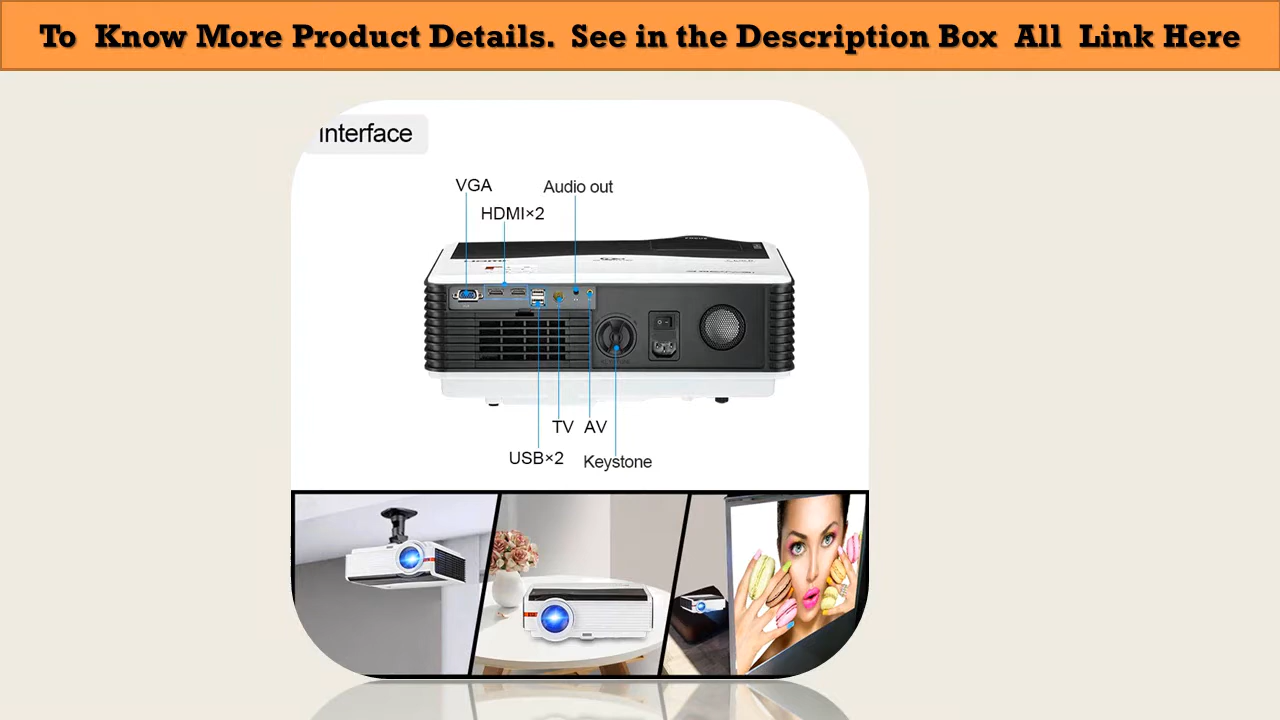 To Know More Product Details. See in the Description Box All Link Here
interface
VGA
Audio out
HDMI×2
TV AV
USB×2
Keystone